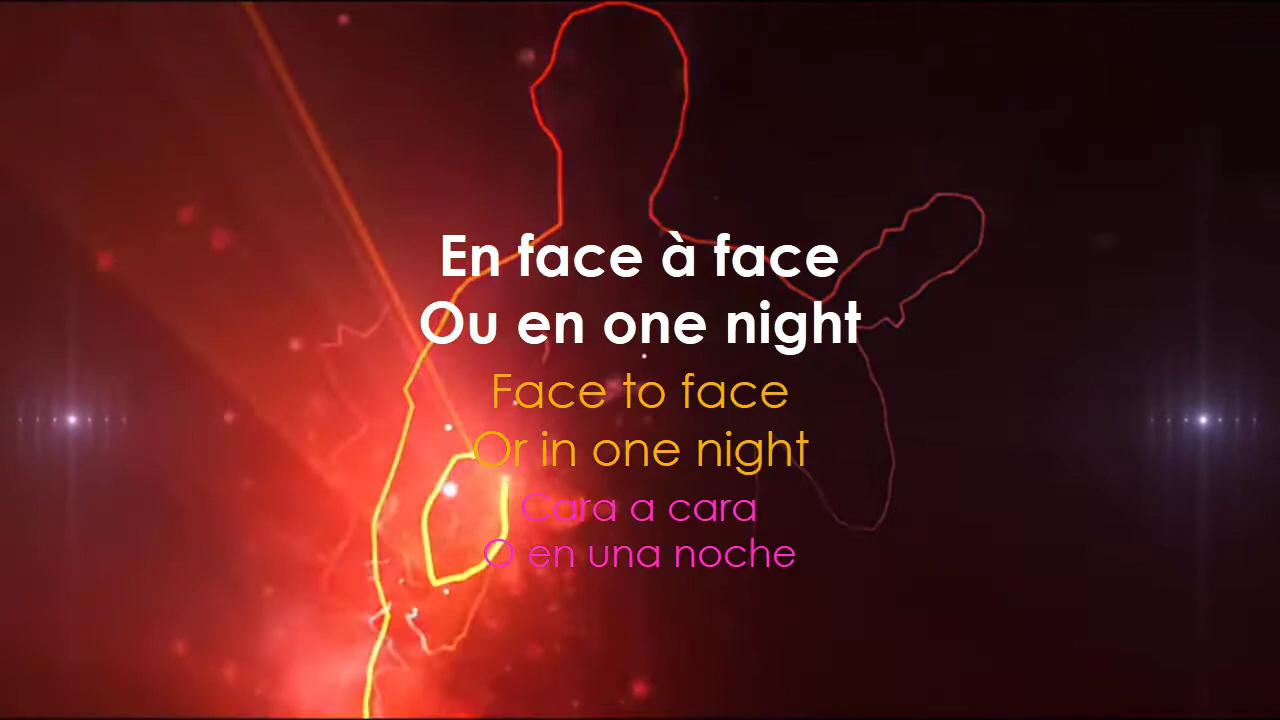 En face à face
Ou en one night
Face to face
Or in one night
Cara a cara
O en una noche